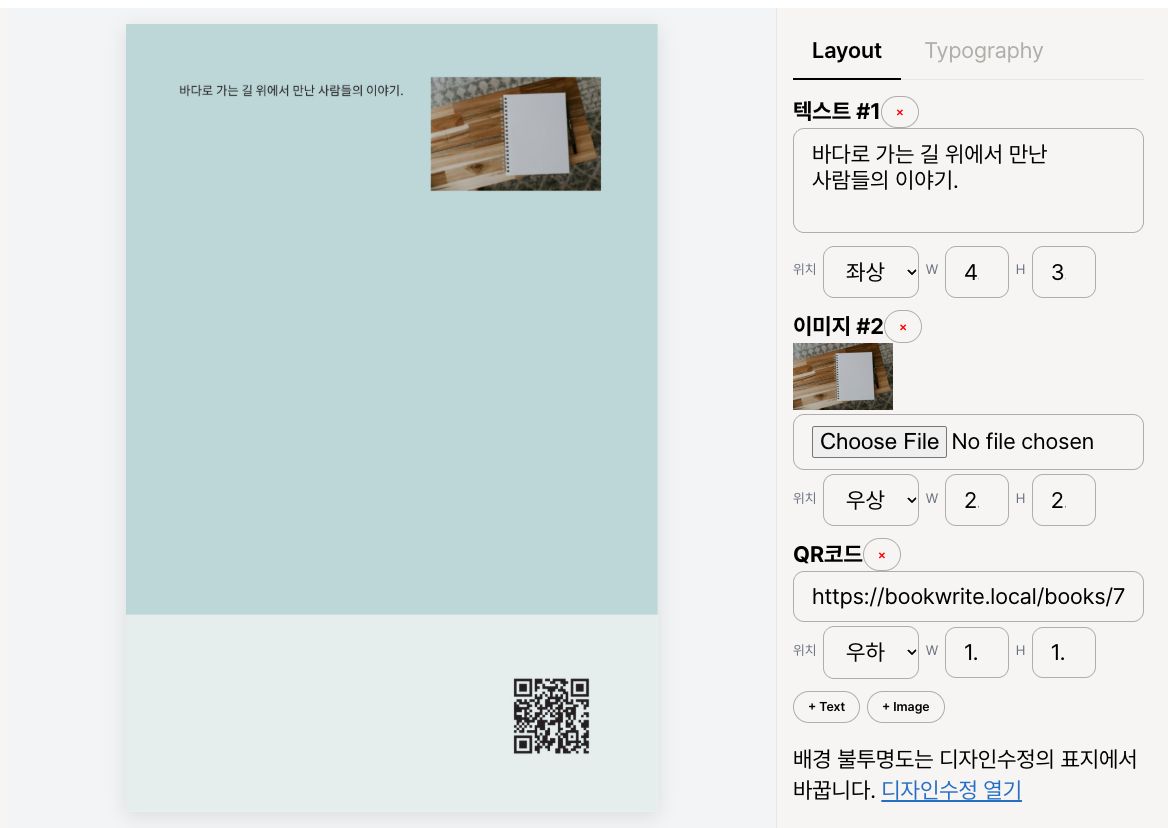 바다로 가는 길 위에서 만난 사람들의 이야기.
Layout
Typography
텍스트 #1 ×
바다로 가는 길 위에서 만난
사람들의 이야기.
위치 좌상 W 4 H 3
이미지 #2 ×
Choose File No file chosen
위치 우상 W 2. H 2.
QR코드 ×
https://bookwrite.local/books/7
위치 우하 W 1. H 1.
+ Text + Image
배경 불투명도는 디자인수정의 표지에서
바꿉니다. 디자인수정 열기